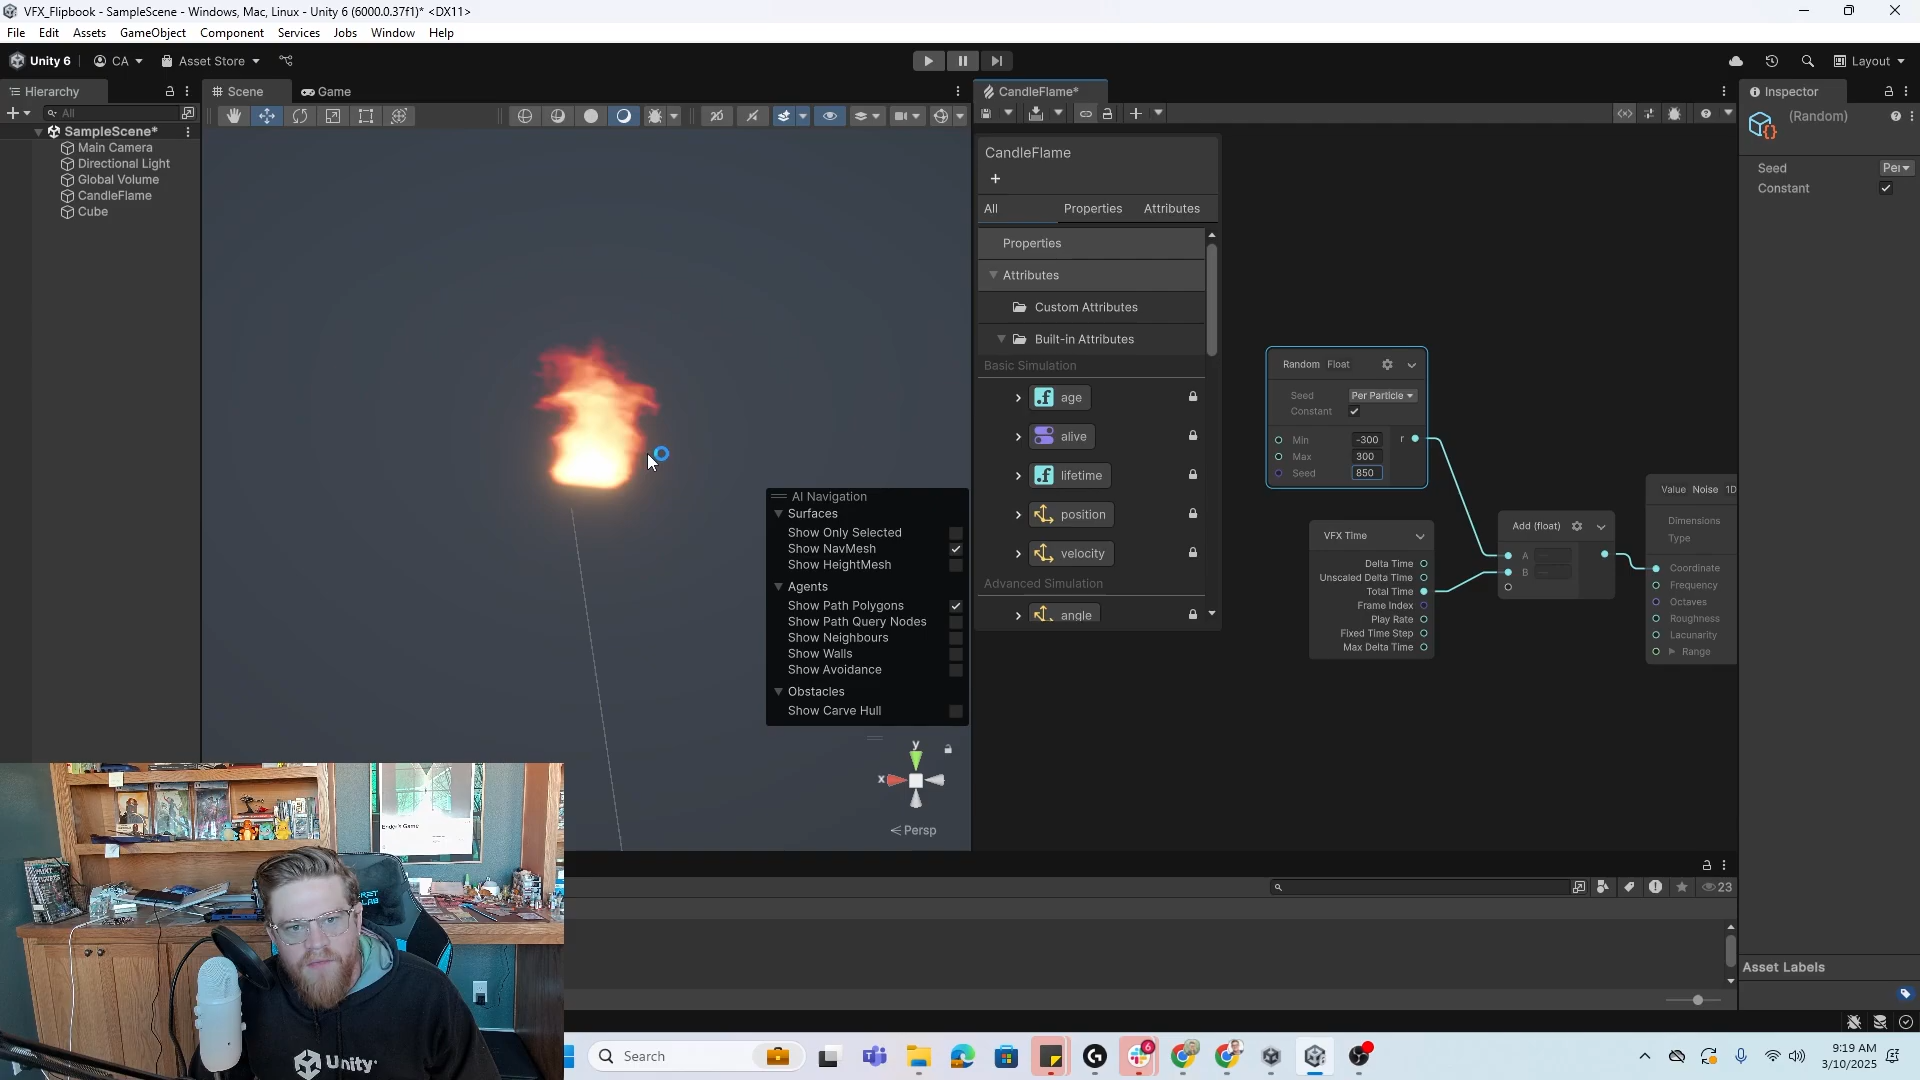 VFX_Flipbook - SampleScene - Windows, Mac, Linux - Unity 6 (6000.0.37f1)* <DX11>
File Edit Assets GameObject Component Services Jobs Window Help
Unity 6 CA Asset Store Layout
Hierarchy
All
SampleScene*
Main Camera
Directional Light
Global Volume
CandleFlame
Cube
Scene Game
2D
AI Navigation
Surfaces
Show Only Selected
Show NavMesh
Show HeightMesh
Agents
Show Path Polygons
Show Path Query Nodes
Show Neighbours
Show Walls
Show Avoidance
Obstacles
Show Carve Hull
y
x
Persp
CandleFlame*
CandleFlame
All Properties Attributes
Properties
Attributes
Custom Attributes
Built-in Attributes
Basic Simulation
age
alive
lifetime
position
velocity
Advanced Simulation
angle
Random Float
Seed Per Particle
Constant
Min -300 r
Max 300
Seed 850
VFX Time
Delta Time
Unscaled Delta Time
Total Time
Frame Index
Play Rate
Fixed Time Step
Max Delta Time
Add (float)
A
B
Value Noise 1D
Dimensions
Type
Coordinate
Frequency
Octaves
Roughness
Lacunarity
Range
Inspector
(Random)
Seed Per
Constant
Asset Labels
23
Ender's Game
Unity
Search
6
9:19 AM
3/10/2025